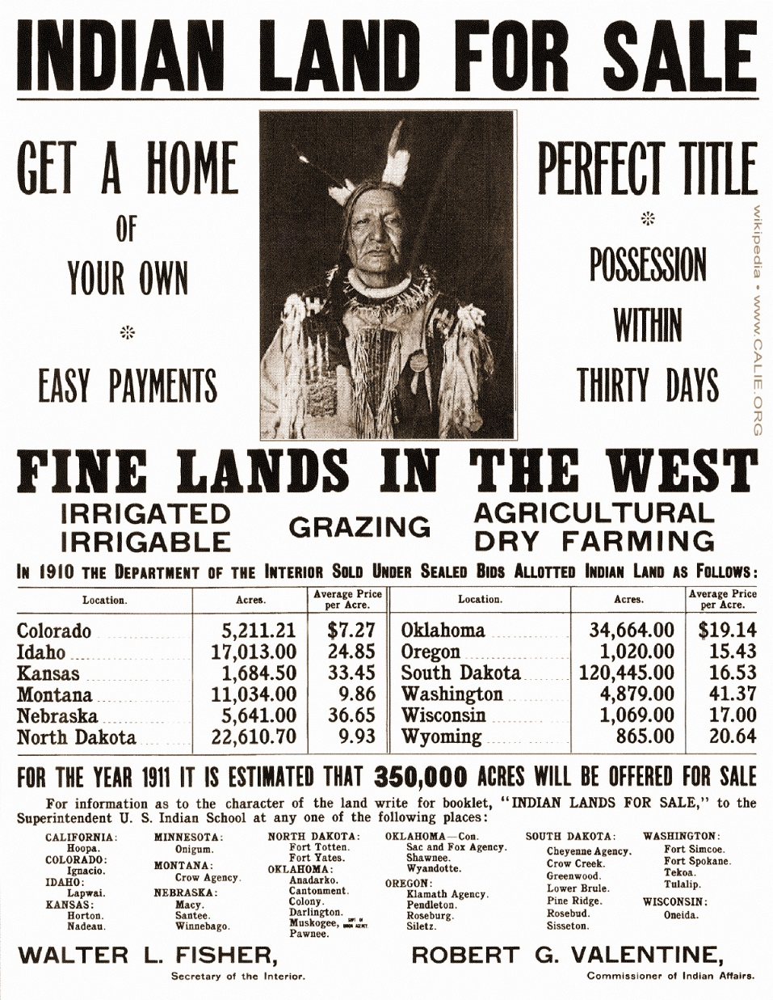 INDIAN LAND FOR SALE
GET A HOME
OF
YOUR OWN
EASY PAYMENTS
PERFECT TITLE
POSSESSION
WITHIN
THIRTY DAYS
wikipedia • www.CALIE.ORG
FINE LANDS IN THE WEST
IRRIGATED
IRRIGABLE
GRAZING
AGRICULTURAL
DRY FARMING
IN 1910 THE DEPARTMENT OF THE INTERIOR SOLD UNDER SEALED BIDS ALLOTTED INDIAN LAND AS FOLLOWS:
Location. Acres. Average Price per Acre. Location. Acres. Average Price per Acre.
Colorado 5,211.21 $7.27 Oklahoma 34,664.00 $19.14
Idaho 17,013.00 24.85 Oregon 1,020.00 15.43
Kansas 1,684.50 33.45 South Dakota 120,445.00 16.53
Montana 11,034.00 9.86 Washington 4,879.00 41.37
Nebraska 5,641.00 36.65 Wisconsin 1,069.00 17.00
North Dakota 22,610.70 9.93 Wyoming 865.00 20.64
FOR THE YEAR 1911 IT IS ESTIMATED THAT 350,000 ACRES WILL BE OFFERED FOR SALE
For information as to the character of the land write for booklet, "INDIAN LANDS FOR SALE," to the
Superintendent U. S. Indian School at any one of the following places:
CALIFORNIA:
Hoopa.
COLORADO:
Ignacio.
IDAHO:
Lapwai.
KANSAS:
Horton.
Nadeau.
MINNESOTA:
Onigum.
MONTANA:
Crow Agency.
NEBRASKA:
Macy.
Santee.
Winnebago.
NORTH DAKOTA:
Fort Totten.
Fort Yates.
OKLAHOMA:
Anadarko.
Cantonment.
Colony.
Darlington.
Muskogee,
Pawnee.
OKLAHOMA—Con.
Sac and Fox Agency.
Shawnee.
Wyandotte.
OREGON:
Klamath Agency.
Pendleton.
Roseburg.
Siletz.
SOUTH DAKOTA:
Cheyenne Agency.
Crow Creek.
Greenwood.
Lower Brule.
Pine Ridge.
Rosebud.
Sisseton.
WASHINGTON:
Fort Simcoe.
Fort Spokane.
Tekoa.
Tulalip.
WISCONSIN:
Oneida.
WALTER L. FISHER,
Secretary of the Interior.
ROBERT G. VALENTINE,
Commissioner of Indian Affairs.